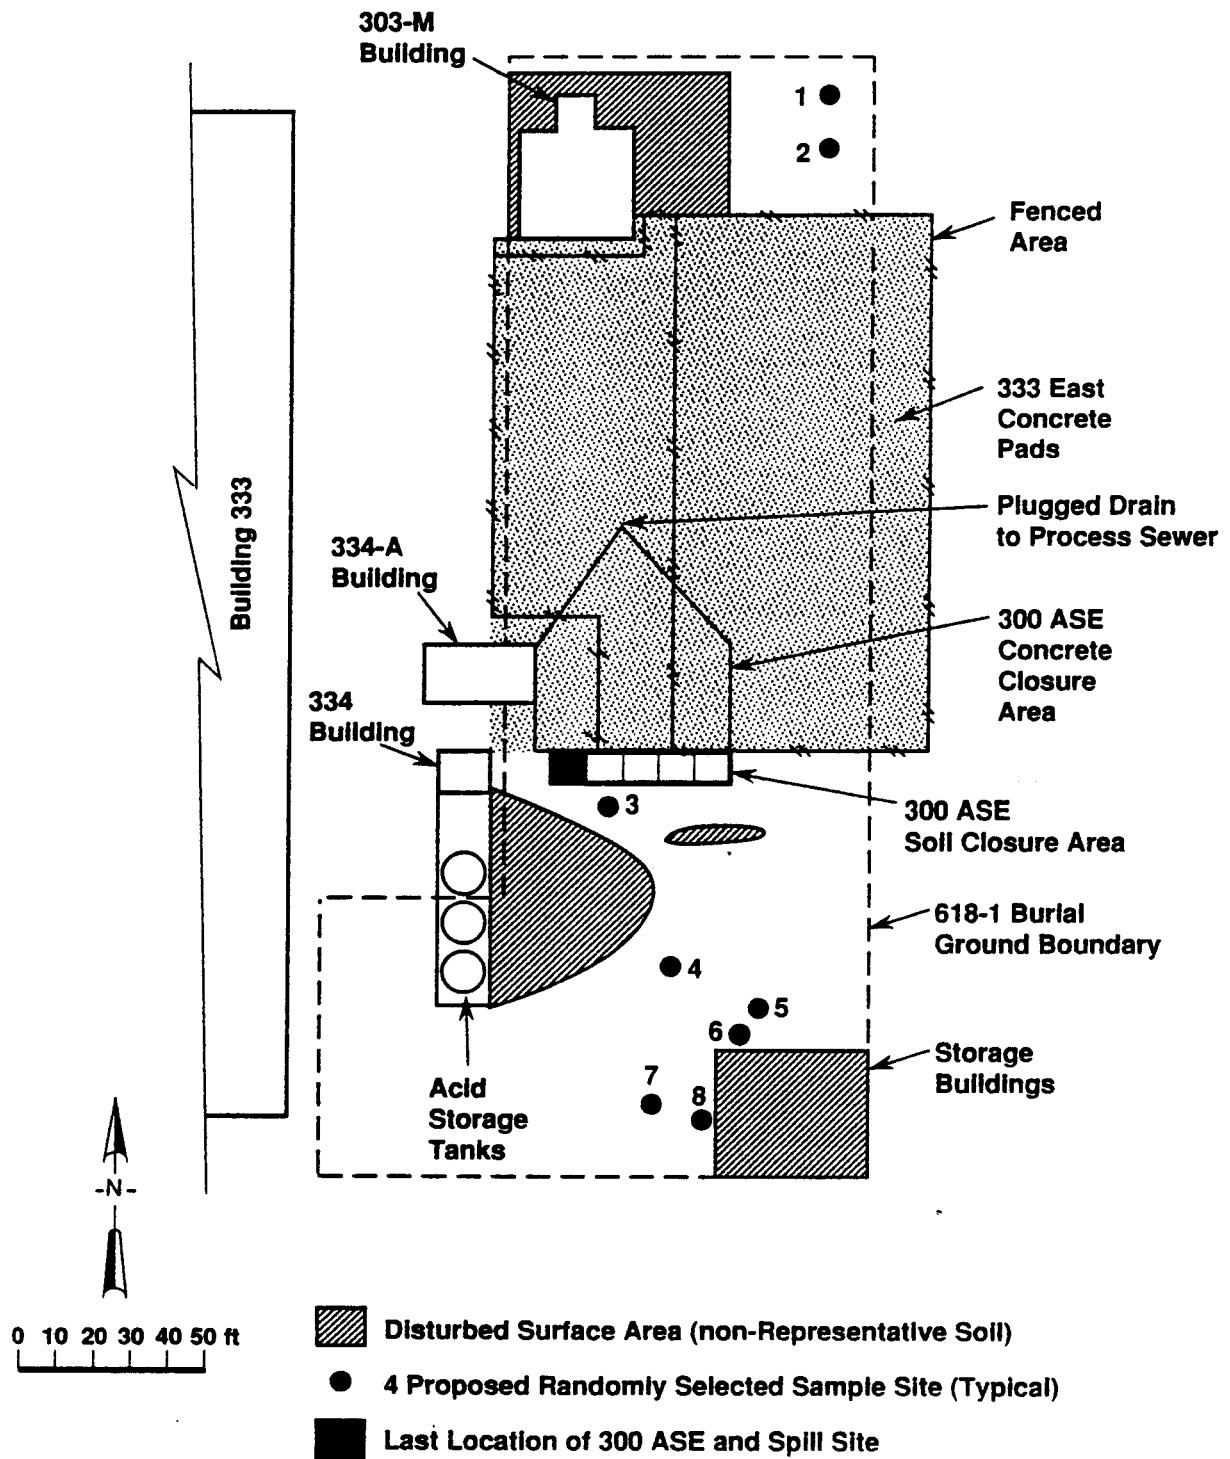 303-M
Building
1
2
Fenced
Area
333 East
Concrete
Pads
Plugged Drain
to Process Sewer
Building 333
334-A
Building
300 ASE
Concrete
Closure
Area
334
Building
3
300 ASE
Soil Closure Area
618-1 Burial
Ground Boundary
4
5
6
Storage
Buildings
7
8
Acid
Storage
Tanks
-N-
0 10 20 30 40 50 ft
Disturbed Surface Area (non-Representative Soil)
4 Proposed Randomly Selected Sample Site (Typical)
Last Location of 300 ASE and Spill Site